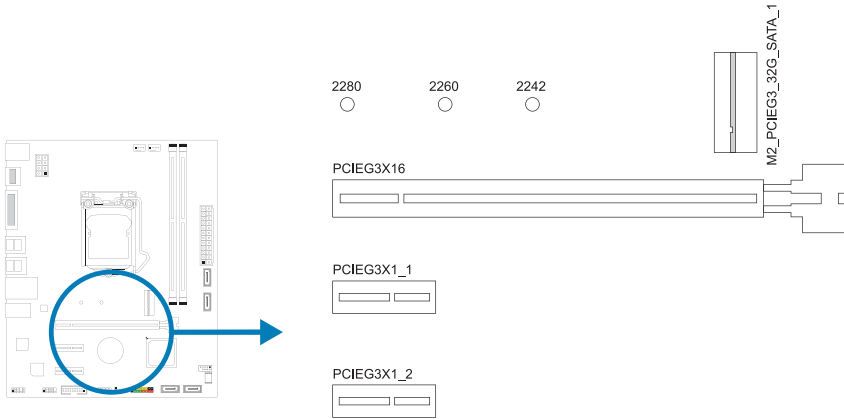 2280 2260 2242
M2_PCIEG3_32G_SATA_1
PCIEG3X16
PCIEG3X1_1
PCIEG3X1_2